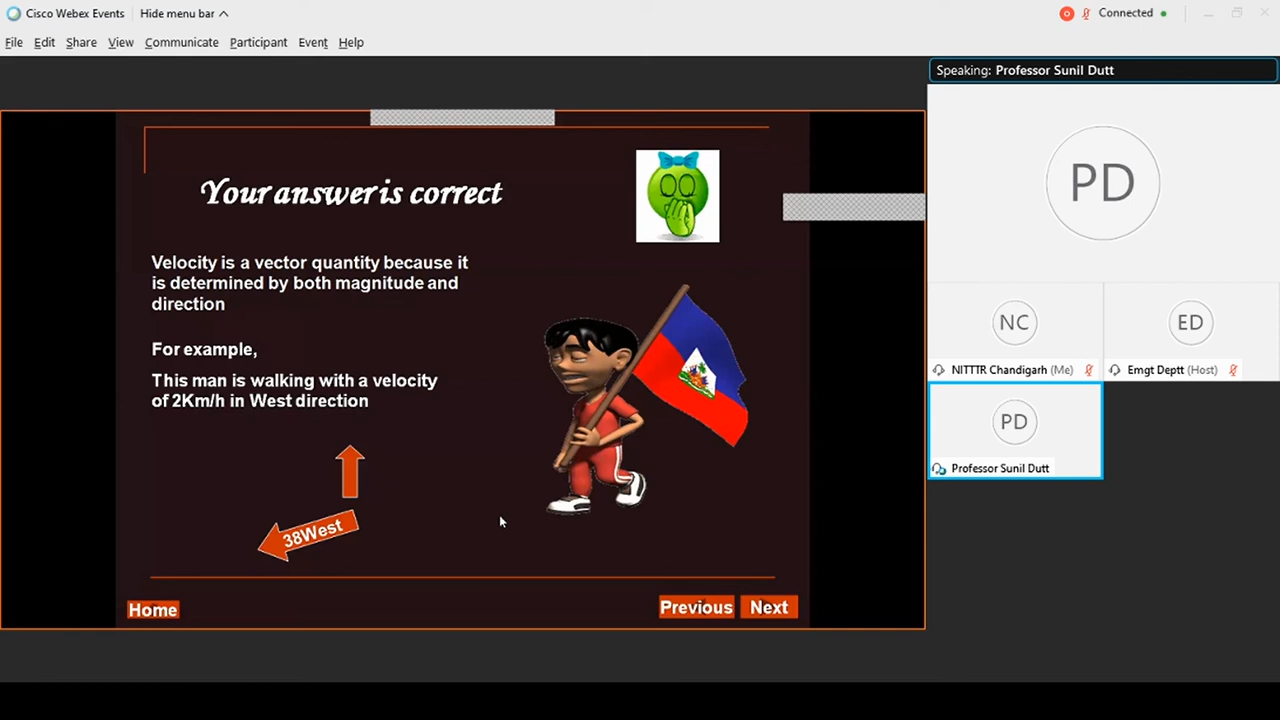 Cisco Webex Events
Hide menu bar
Connected
File Edit Share View Communicate Participant Event Help
Speaking: Professor Sunil Dutt
PD
NC
NITTTR Chandigarh (Me)
ED
Emgt Deptt (Host)
PD
Professor Sunil Dutt
Your answer is correct
Velocity is a vector quantity because it
is determined by both magnitude and
direction
For example,
This man is walking with a velocity
of 2Km/h in West direction
38West
Home
Previous
Next